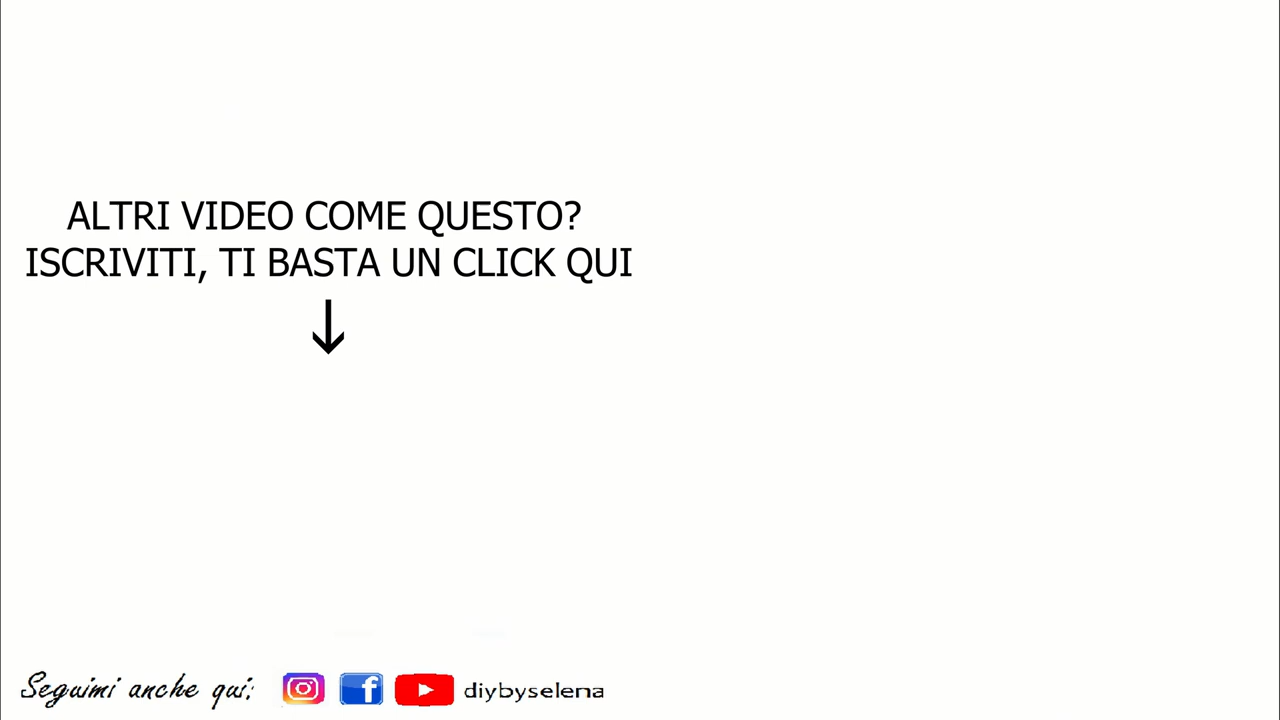 ALTRI VIDEO COME QUESTO?
ISCRIVITI, TI BASTA UN CLICK QUI
Seguimi anche qui: diybyselena